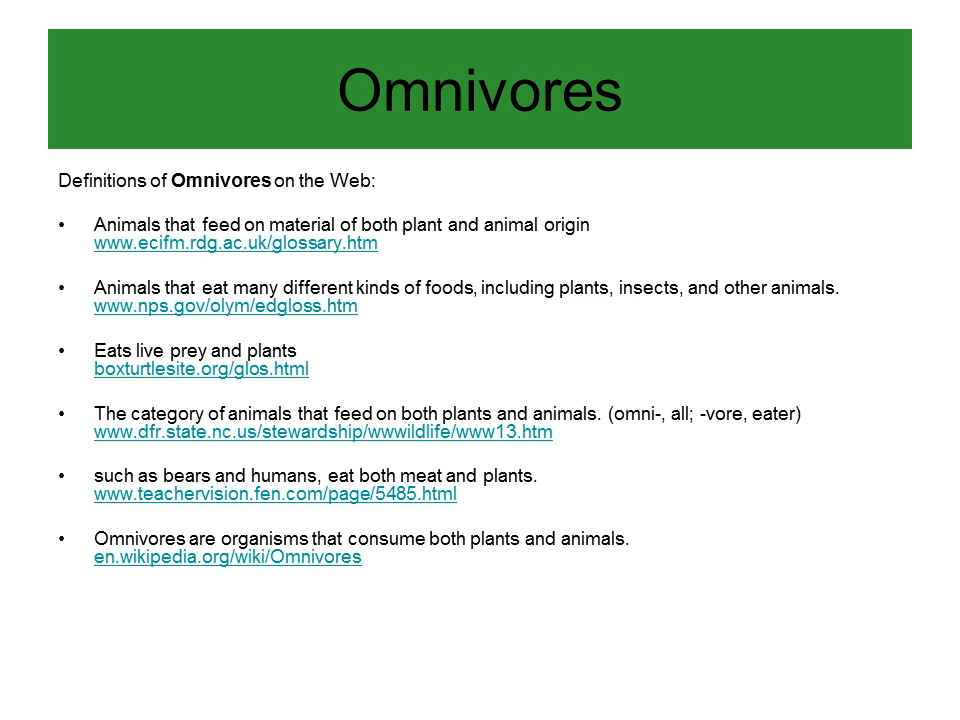 Omnivores
Definitions of Omnivores on the Web:
• Animals that feed on material of both plant and animal origin
www.ecifm.rdg.ac.uk/glossary.htm
• Animals that eat many different kinds of foods, including plants, insects, and other animals.
www.nps.gov/olym/edgloss.htm
• Eats live prey and plants
boxturtlesite.org/glos.html
• The category of animals that feed on both plants and animals. (omni-, all; -vore, eater)
www.dfr.state.nc.us/stewardship/wwwildlife/www13.htm
• such as bears and humans, eat both meat and plants.
www.teachervision.fen.com/page/5485.html
• Omnivores are organisms that consume both plants and animals.
en.wikipedia.org/wiki/Omnivores